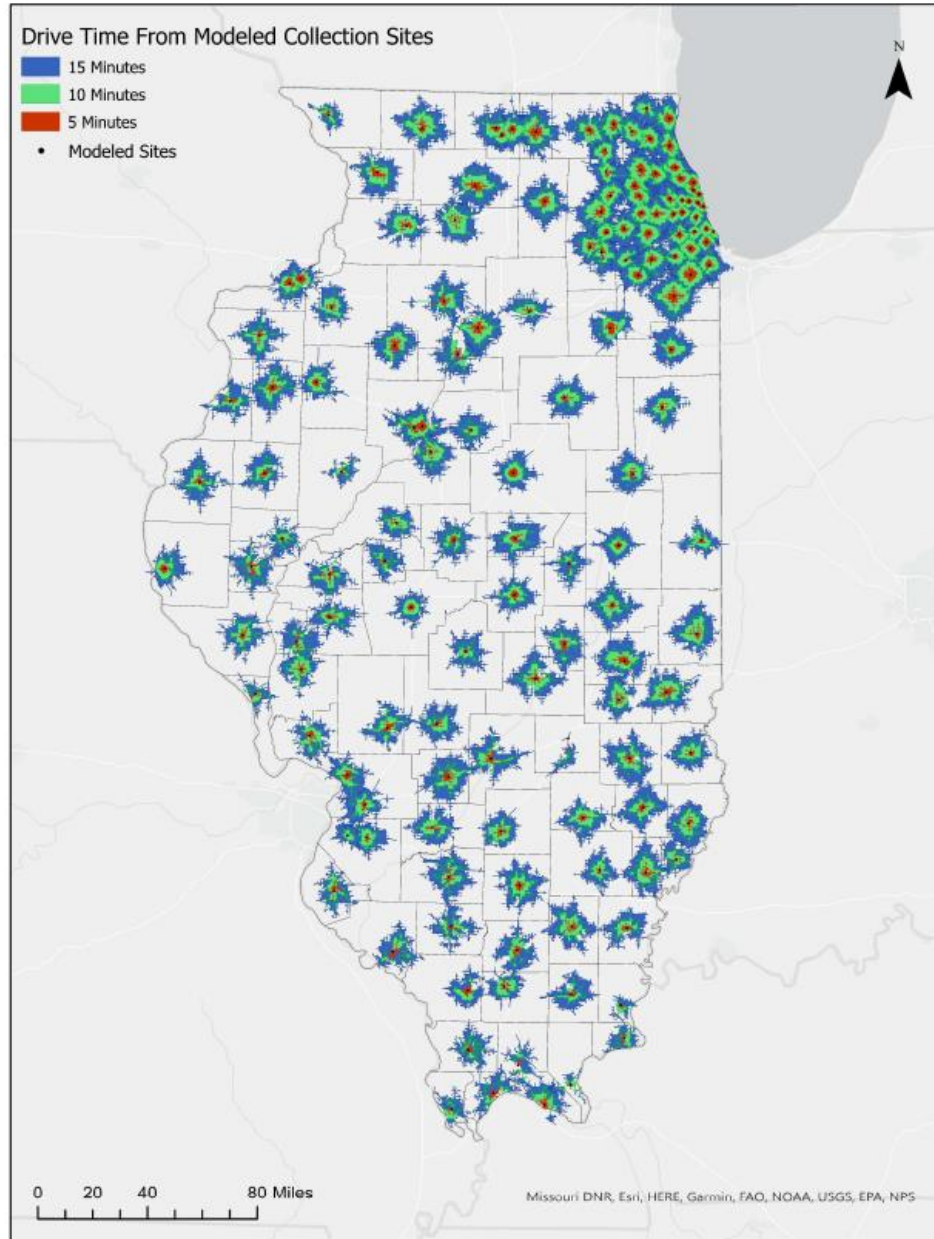 Drive Time From Modeled Collection Sites
15 Minutes
10 Minutes
5 Minutes
Modeled Sites
N
0 20 40 80 Miles
Missouri DNR, Esri, HERE, Garmin, FAO, NOAA, USGS, EPA, NPS